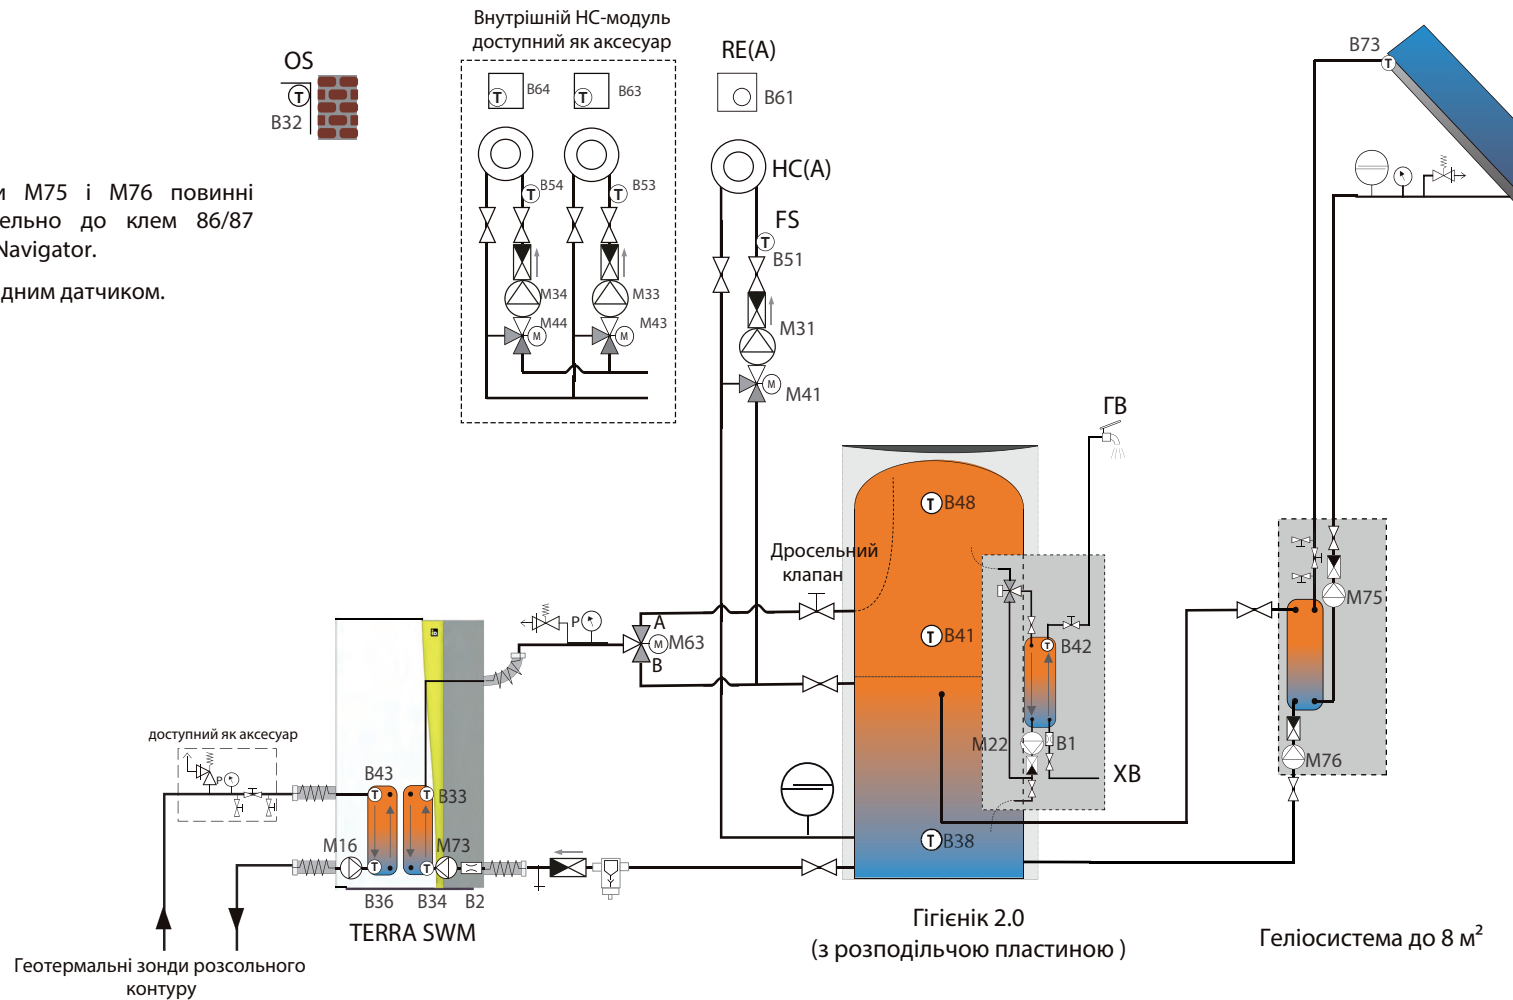 Внутрішній НС-модуль
доступний як аксесуар
RE(A)
OS
B73
T
B64
T
B63
T
B61
T
B32
HC(A)
и М75 і М76 повинні
ельно до клем 86/87
Navigator.
дним датчиком.
B54
T
B53
T
FS
T
B51
M34
M33
M31
M44
M
M43
M
M
M41
ГВ
T
B48
Дросельний
клапан
P
A
M
M63
B
T
B41
T
B42
M75
доступний як аксесуар
P
M22
B1
ХВ
M76
B43
T
T
B33
M16
T
T
M73
T
B38
B36
B34
B2
TERRA SWM
Гігієнік 2.0
(з розподільчою пластиною )
Геліосистема до 8 м²
Геотермальні зонди розсольного
контуру